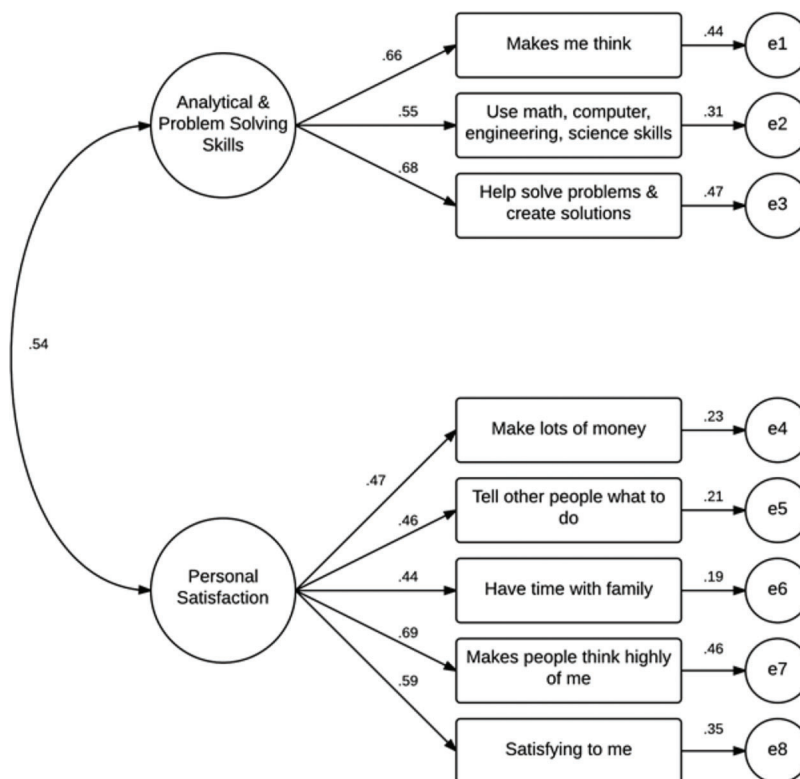 Makes me think
.44
e1
.66
Analytical &
Problem Solving
Skills
.55
Use math, computer,
engineering, science skills
.31
e2
.68
Help solve problems &
create solutions
.47
e3
.54
Make lots of money
.23
e4
.47
Tell other people what to
do
.21
e5
.46
Personal
Satisfaction
.44
Have time with family
.19
e6
.69
Makes people think highly
of me
.46
e7
.59
Satisfying to me
.35
e8